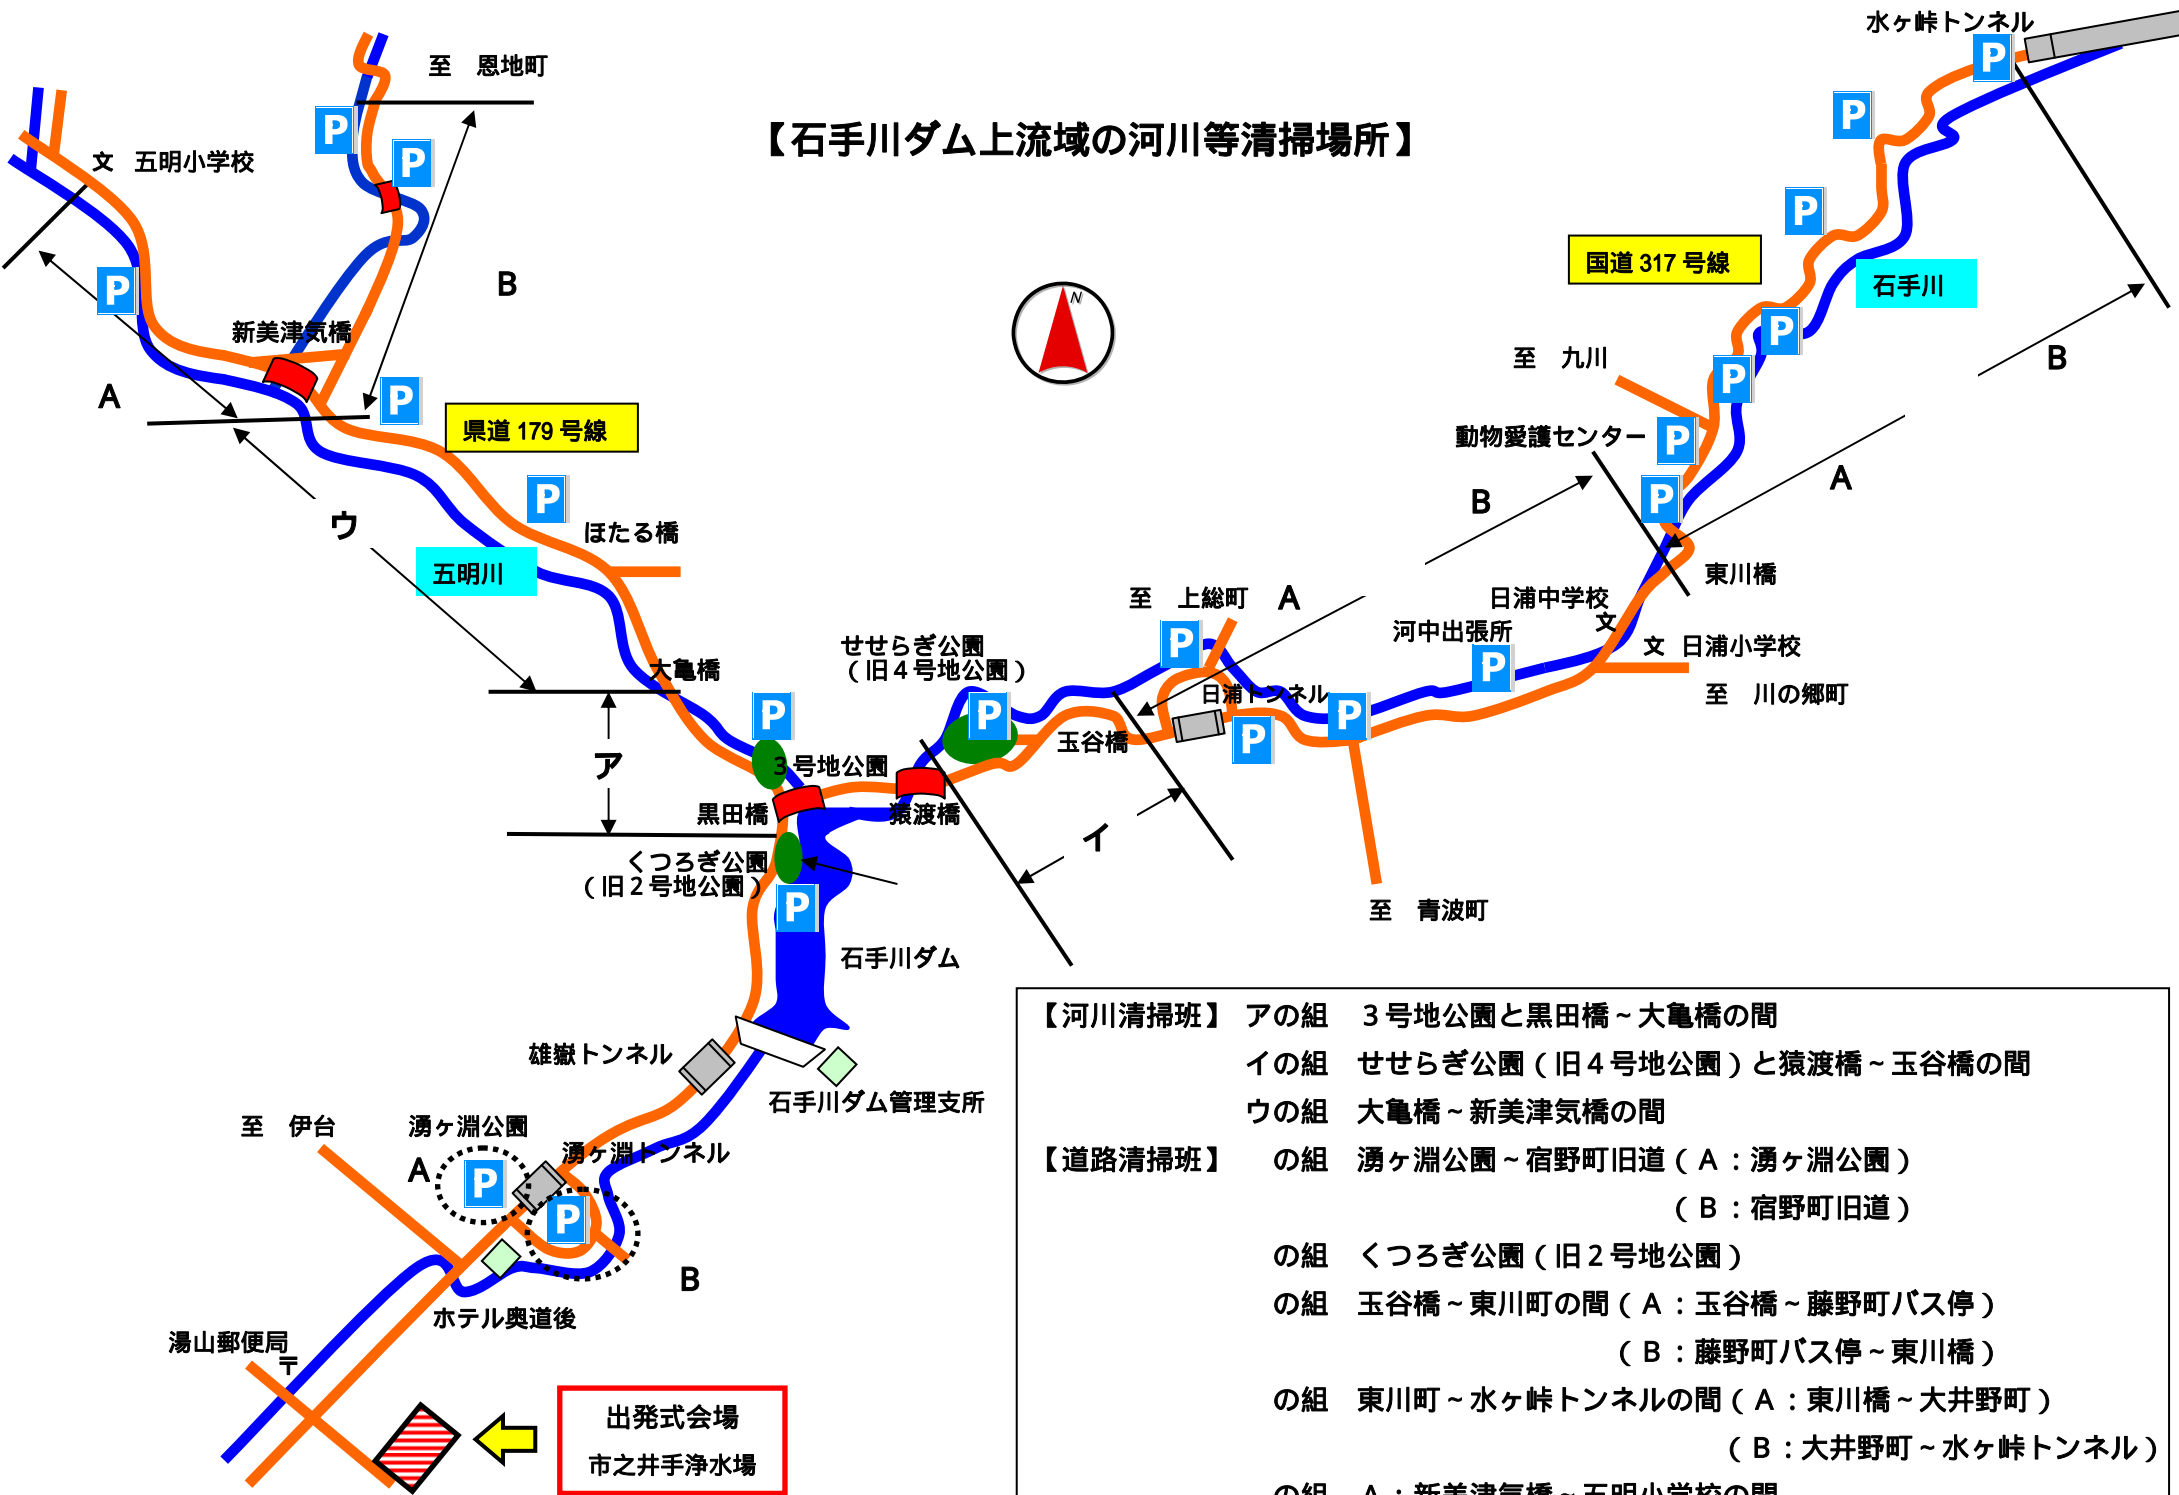 水ヶ峠トンネル
P
至　恩地町
P
【石手川ダム上流域の河川等清掃場所】
P
P
文　五明小学校
P
P
B
国道 317 号線
石手川
P
新美津気橋
P
至　九川
B
P
A
P
県道 179 号線
動物愛護センター
P
A
B
P
P
ウ
ほたる橋
五明川
東川橋
至　上総町
A
日浦中学校
文
河中出張所
せせらぎ公園
（旧４号地公園）
P
文 日浦小学校
P
大亀橋
日浦トンネル
至　川の郷町
P
P
P
P
玉谷橋
ア
３号地公園
黒田橋
猿渡橋
イ
くつろぎ公園
（旧２号地公園）
P
至　青波町
石手川ダム
N
雄嶽トンネル
石手川ダム管理支所
至　伊台
湧ヶ淵公園
湧ヶ淵トンネル
A
P
P
B
ホテル奥道後
湯山郵便局
〒
出発式会場
市之井手浄水場
【河川清掃班】　アの組　３号地公園と黒田橋～大亀橋の間
イの組　せせらぎ公園（旧４号地公園）と猿渡橋～玉谷橋の間
ウの組　大亀橋～新美津気橋の間
【道路清掃班】　の組　湧ヶ淵公園～宿野町旧道（Ａ：湧ヶ淵公園）
（Ｂ：宿野町旧道）
の組　くつろぎ公園（旧２号地公園）
の組　玉谷橋～東川町の間（Ａ：玉谷橋～藤野町バス停）
（Ｂ：藤野町バス停～東川橋）
の組　東川町～水ヶ峠トンネルの間（Ａ：東川橋～大井野町）
（Ｂ：大井野町～水ヶ峠トンネル）
の組　Ａ：新美津気橋～五明小学校の間